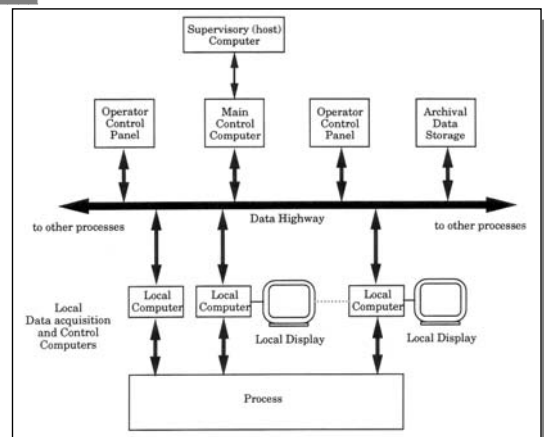 Supervisory (host)
Computer
Operator
Control
Panel
Main
Control
Computer
Operator
Control
Panel
Archival
Data
Storage
to other processes
Data Highway
to other processes
Local
Data acquisition
and Control
Computers
Local
Computer
Local
Computer
Local
Computer
Local Display
Local Display
Process